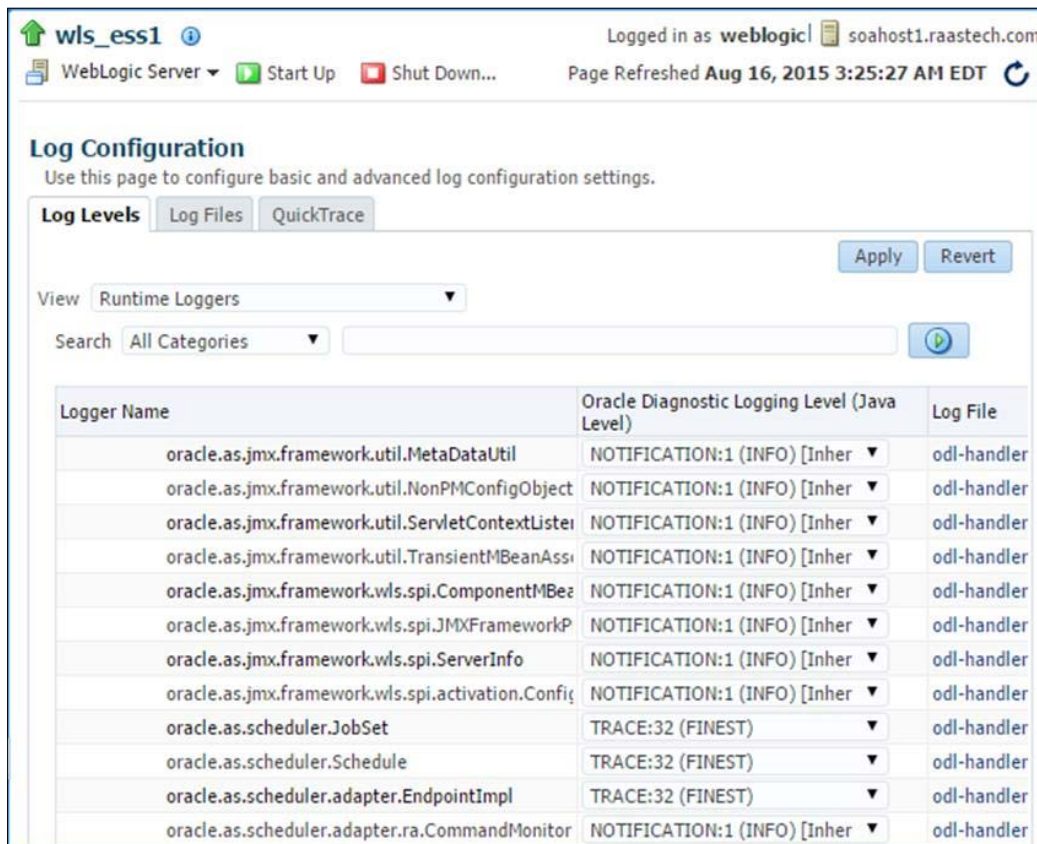 wls_ess1
Logged in as weblogic soahost1.raastech.com
WebLogic Server Start Up Shut Down... Page Refreshed Aug 16, 2015 3:25:27 AM EDT
Log Configuration
Use this page to configure basic and advanced log configuration settings.
Log Levels Log Files QuickTrace
Apply Revert
View Runtime Loggers
Search All Categories
Logger Name Oracle Diagnostic Logging Level (Java Level) Log File
oracle.as.jmx.framework.util.MetaDataUtil NOTIFICATION:1 (INFO) [Inher odl-handler
oracle.as.jmx.framework.util.NonPMConfigObject NOTIFICATION:1 (INFO) [Inher odl-handler
oracle.as.jmx.framework.util.ServletContextListe NOTIFICATION:1 (INFO) [Inher odl-handler
oracle.as.jmx.framework.util.TransientMBeanAss NOTIFICATION:1 (INFO) [Inher odl-handler
oracle.as.jmx.framework.wls.spi.ComponentMBea NOTIFICATION:1 (INFO) [Inher odl-handler
oracle.as.jmx.framework.wls.spi.JMXFrameworkP NOTIFICATION:1 (INFO) [Inher odl-handler
oracle.as.jmx.framework.wls.spi.ServerInfo NOTIFICATION:1 (INFO) [Inher odl-handler
oracle.as.jmx.framework.wls.spi.activation.Config NOTIFICATION:1 (INFO) [Inher odl-handler
oracle.as.scheduler.JobSet TRACE:32 (FINEST) odl-handler
oracle.as.scheduler.Schedule TRACE:32 (FINEST) odl-handler
oracle.as.scheduler.adapter.EndpointImpl TRACE:32 (FINEST) odl-handler
oracle.as.scheduler.adapter.ra.CommandMonitor NOTIFICATION:1 (INFO) [Inher odl-handler